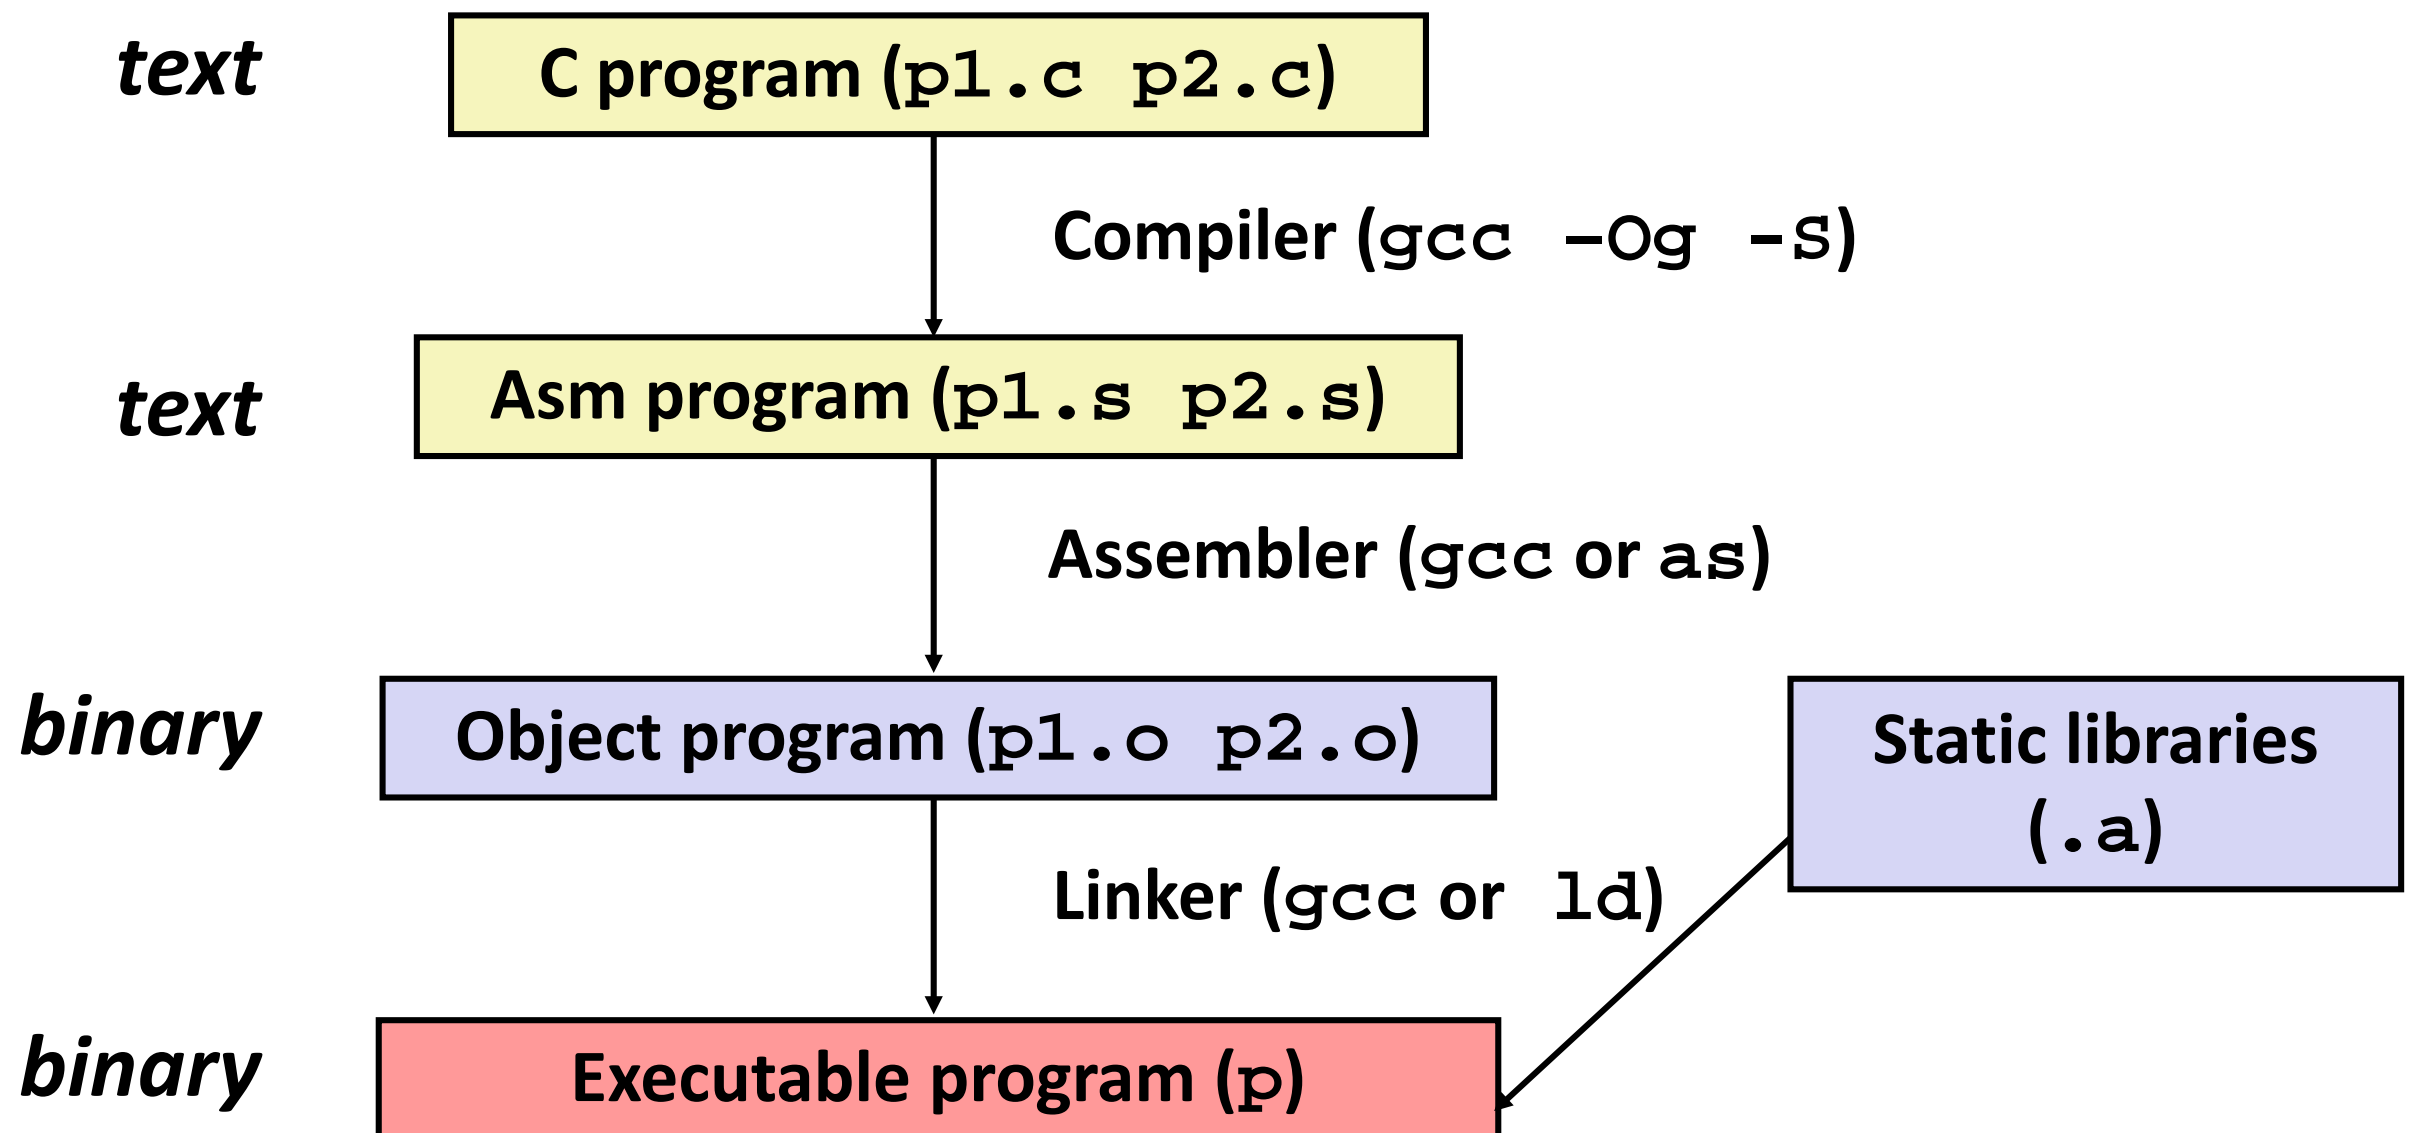 text
C program (p1.c p2.c)
Compiler (gcc –Og -S)
text
Asm program (p1.s p2.s)
Assembler (gcc or as)
binary
Object program (p1.o p2.o)
Static libraries
(.a)
Linker (gcc or ld)
binary
Executable program (p)